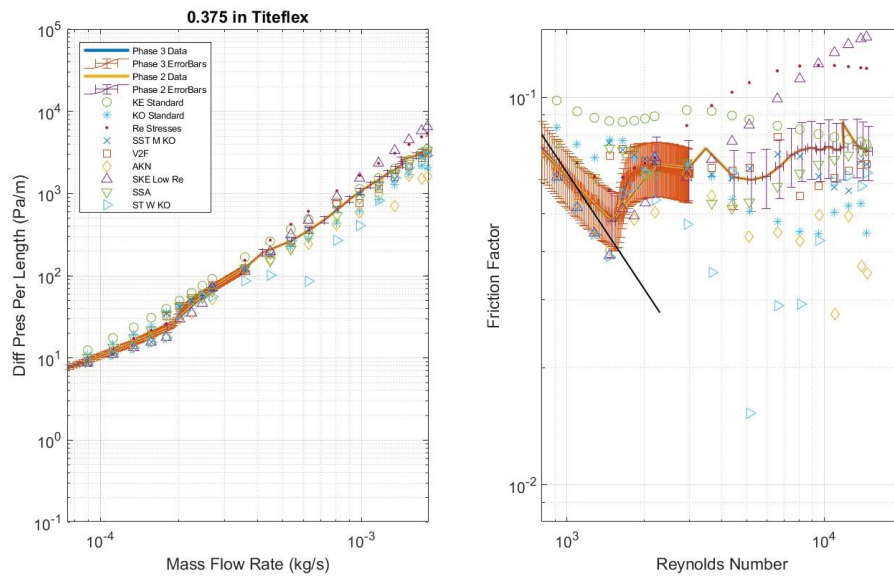 0.375 in Titeflex
10^5
10^4
10^3
10^2
10^1
10^0
10^-1
Diff Pres Per Length (Pa/m)
Phase 3 Data
Phase 3 ErrorBars
Phase 2 Data
Phase 2 ErrorBars
KE Standard
KO Standard
Re Stresses
SST M KO
V2F
AKN
SKE Low Re
SSA
ST W KO
10^-4
10^-3
Mass Flow Rate (kg/s)
10^-1
10^-2
Friction Factor
10^3
10^4
Reynolds Number